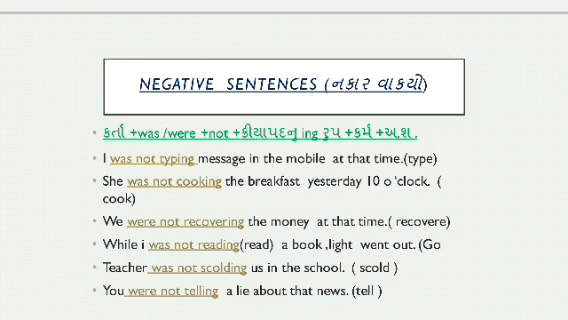 NEGATIVE SENTENCES (નકાર વાકયો)
કર્તા +was /were +not +ક્રીયાપદનુ ing રૂપ +કર્મ +અ.શ .
I was not typing message in the mobile at that time.(type)
She was not cooking the breakfast yesterday 10 o 'clock. (
cook)
We were not recovering the money at that time.( recovere)
While i was not reading(read) a book ,light went out. (Go
Teacher was not scolding us in the school. ( scold )
You were not telling a lie about that news. (tell )